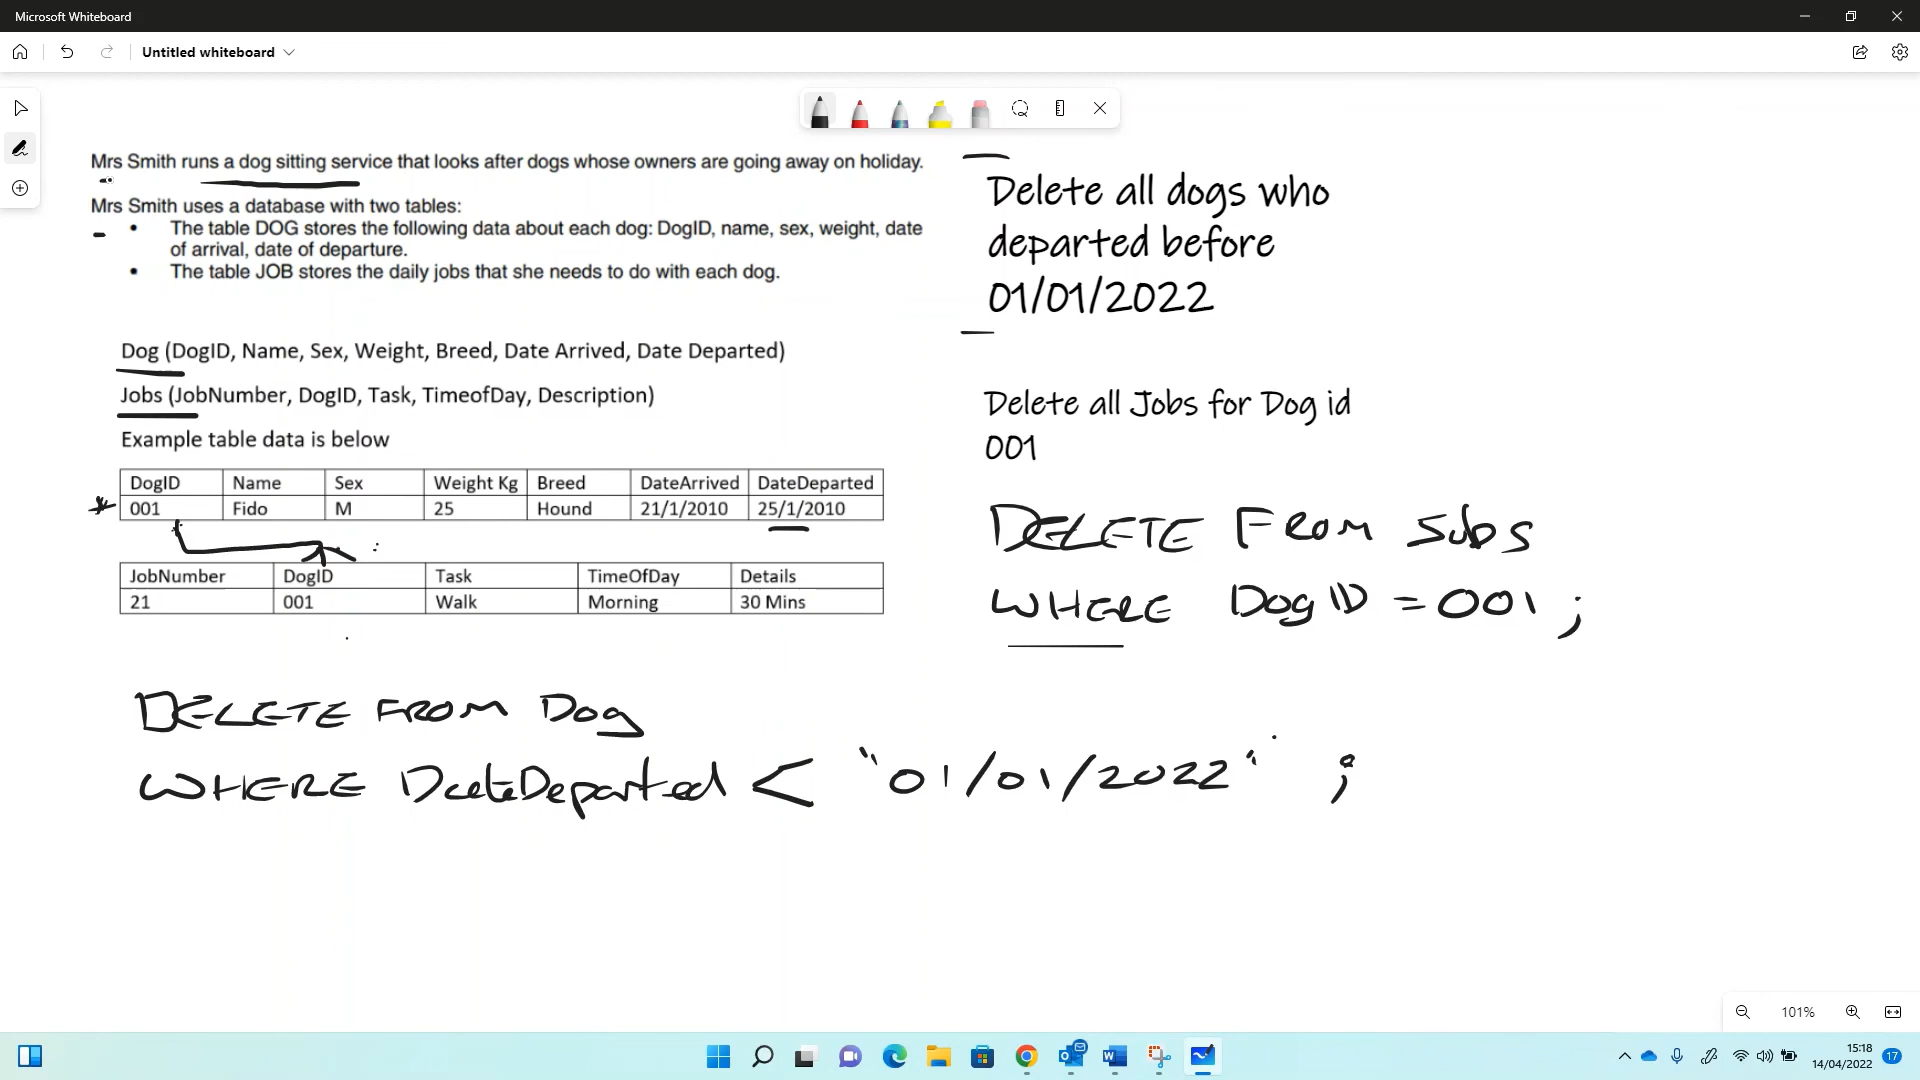 Microsoft Whiteboard
Untitled whiteboard
Mrs Smith runs a dog sitting service that looks after dogs whose owners are going away on holiday.
Mrs Smith uses a database with two tables:
• The table DOG stores the following data about each dog: DogID, name, sex, weight, date
of arrival, date of departure.
• The table JOB stores the daily jobs that she needs to do with each dog.
Dog (DogID, Name, Sex, Weight, Breed, Date Arrived, Date Departed)
Jobs (JobNumber, DogID, Task, TimeofDay, Description)
Example table data is below
DogID Name Sex Weight Kg Breed DateArrived DateDeparted
001 Fido M 25 Hound 21/1/2010 25/1/2010
JobNumber DogID Task TimeOfDay Details
21 001 Walk Morning 30 Mins
DELETE FROM Dog
WHERE DateDeparted < "01/01/2022" ;
Delete all dogs who
departed before
01/01/2022
Delete all Jobs for Dog id
001
DELETE FROM Jobs
WHERE DogID = 001 ;
101%
15:18
14/04/2022
17